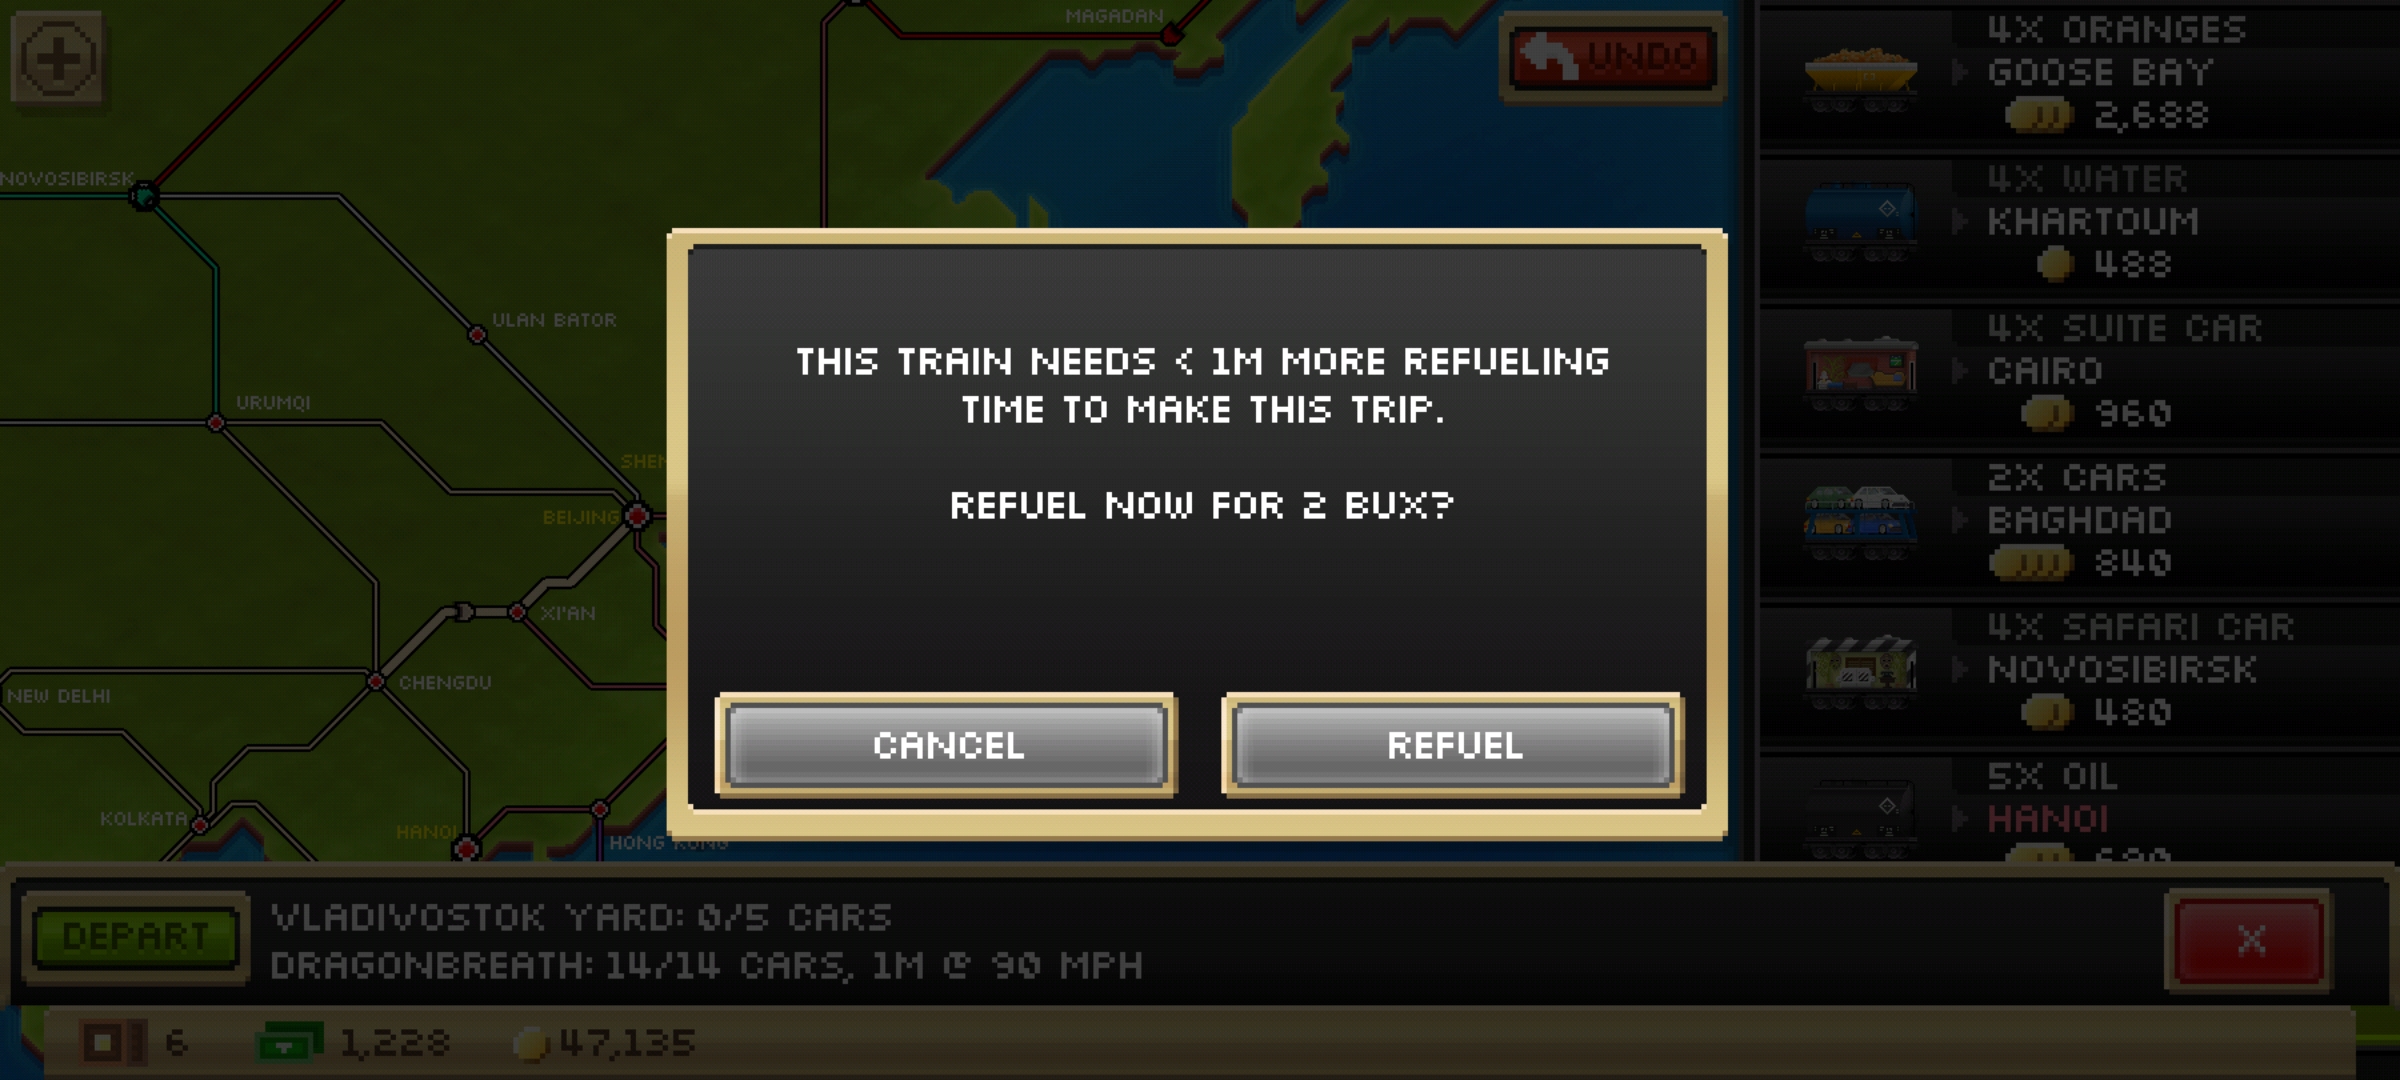 MAGADAN
UNDO
NOVOSIBIRSK
ULAN BATOR
URUMQI
SHEN
BEIJING
XI'AN
CHENGDU
NEW DELHI
KOLKATA
HANOI
HONG KONG
THIS TRAIN NEEDS < 1M MORE REFUELING
TIME TO MAKE THIS TRIP.
REFUEL NOW FOR 2 BUX?
CANCEL
REFUEL
4X ORANGES
GOOSE BAY
2,688
4X WATER
KHARTOUM
488
4X SUITE CAR
CAIRO
960
2X CARS
BAGHDAD
840
4X SAFARI CAR
NOVOSIBIRSK
480
5X OIL
HANOI
DEPART
VLADIVOSTOK YARD: 0/5 CARS
DRAGONBREATH: 14/14 CARS, 1M @ 90 MPH
X
6
1,228
47,135